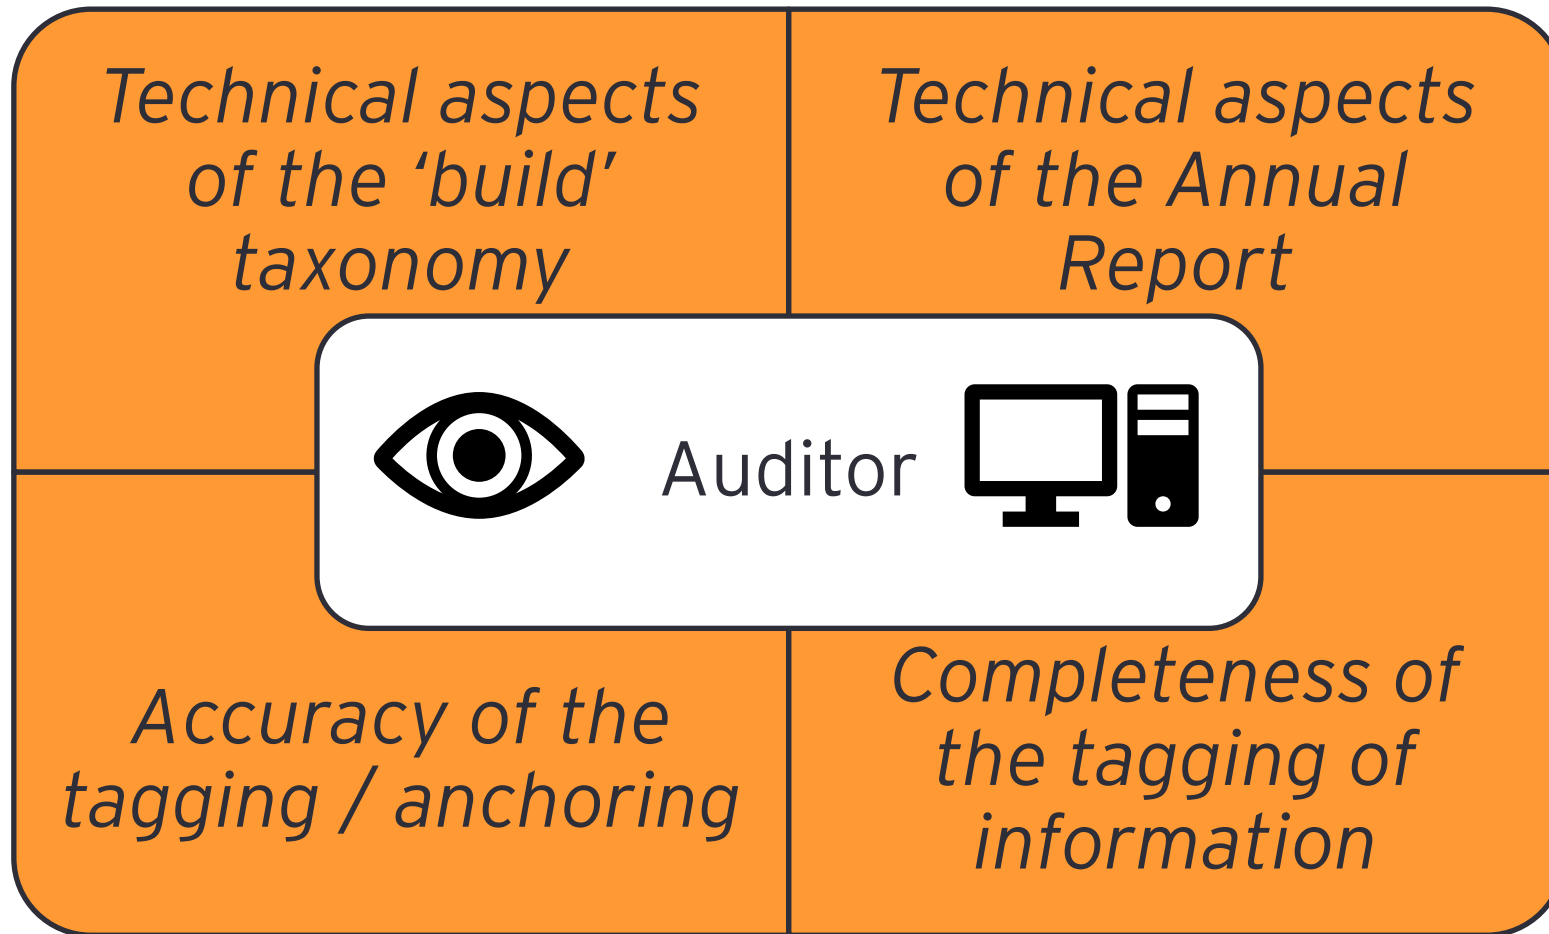 Technical aspects
of the ‘build’
taxonomy
Technical aspects
of the Annual
Report
Auditor
Accuracy of the
tagging / anchoring
Completeness of
the tagging of
information